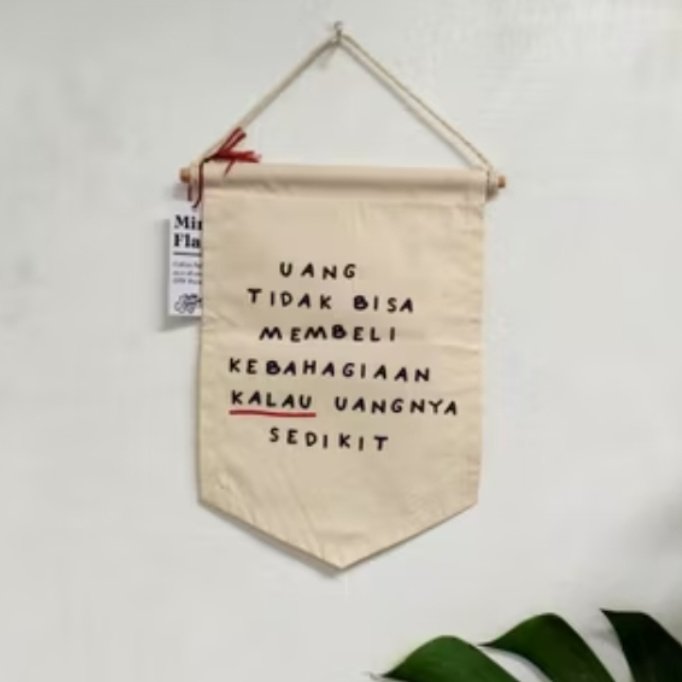 UANG
TIDAK BISA
MEMBELI
KEBAHAGIAAN
KALAU UANGNYA
SEDIKIT